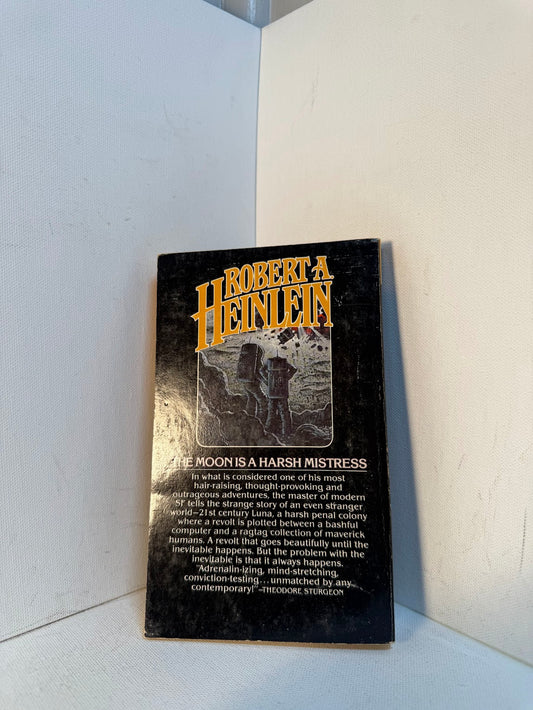 ROBERT A.
HEINLEIN
THE MOON IS A HARSH MISTRESS
In what is considered one of his most
hair-raising, thought-provoking and
outrageous adventures, the master of modern
SF tells the strange story of an even stranger
world—21st century Luna, a harsh penal colony
where a revolt is plotted between a bashful
computer and a ragtag collection of maverick
humans. A revolt that goes beautifully until the
inevitable happens. But the problem with the
inevitable is that it always happens.
"Adrenalin-izing, mind-stretching,
conviction-testing...unmatched by any
contemporary!"—THEODORE STURGEON